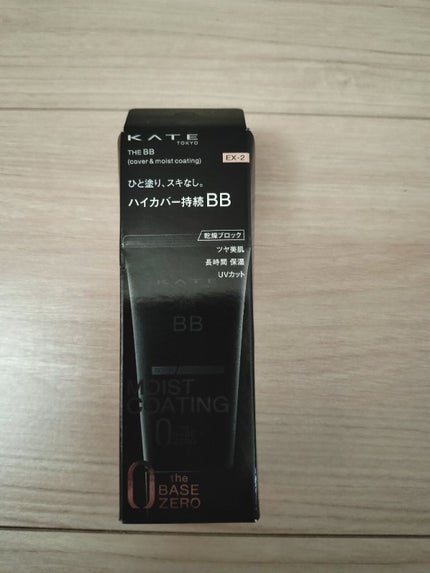 KATE
TOKYO
THE BB
(cover & moist coating)
EX-2
ひと塗り、スキなし。
ハイカバー持続 BB
乾燥ブロック
ツヤ美肌
長時間 保湿
UVカット
KATE
BB
MOIST
COATING
0
the
BASE
ZERO